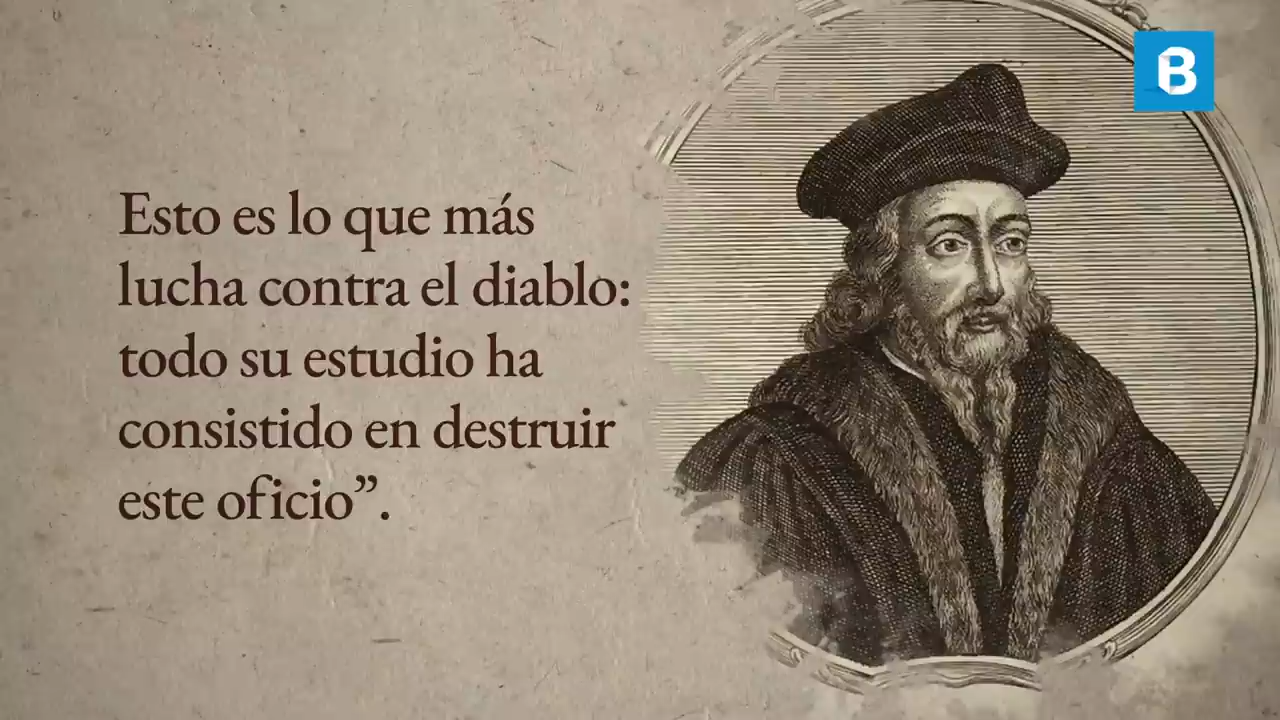 Esto es lo que más
lucha contra el diablo:
todo su estudio ha
consistido en destruir
este oficio”.
B